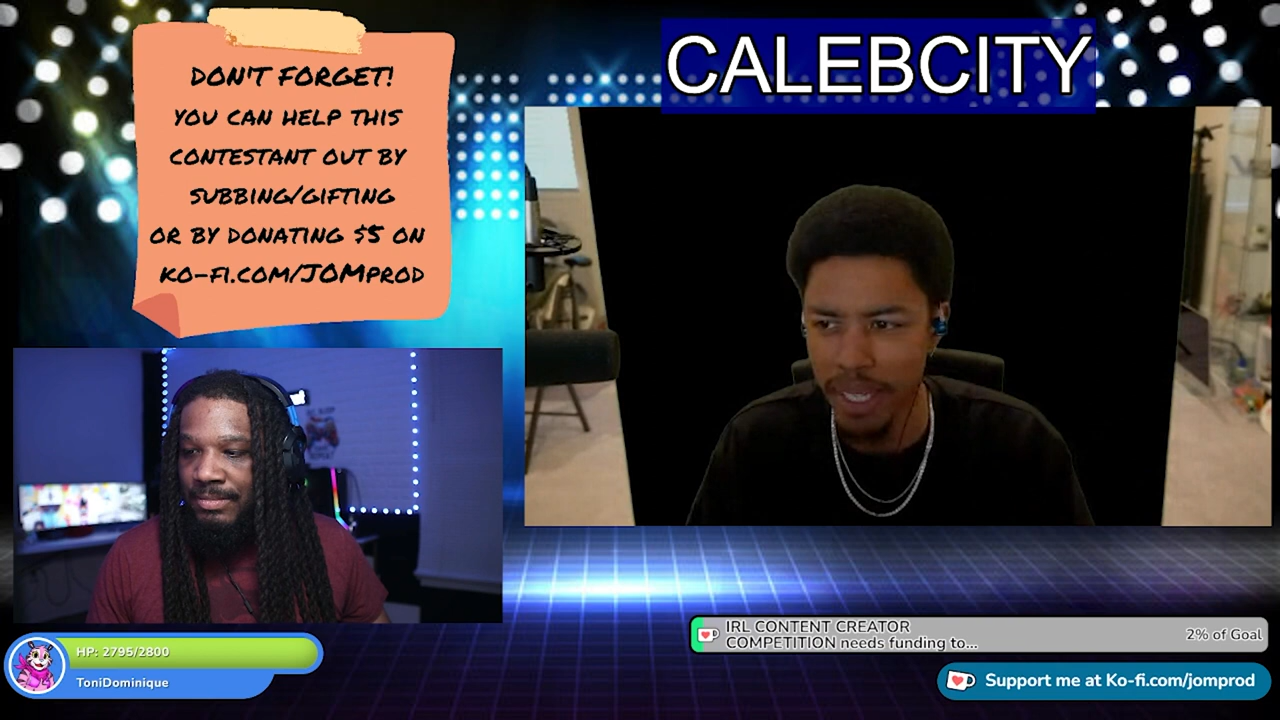 DON'T FORGET!
YOU CAN HELP THIS
CONTESTANT OUT BY
SUBBING/GIFTING
OR BY DONATING $5 ON
KO-FI.COM/JOMPROD
CALEBCITY
HP: 2795/2800
ToniDominique
IRL CONTENT CREATOR
COMPETITION needs funding to...
2% of Goal
Support me at Ko-fi.com/jomprod